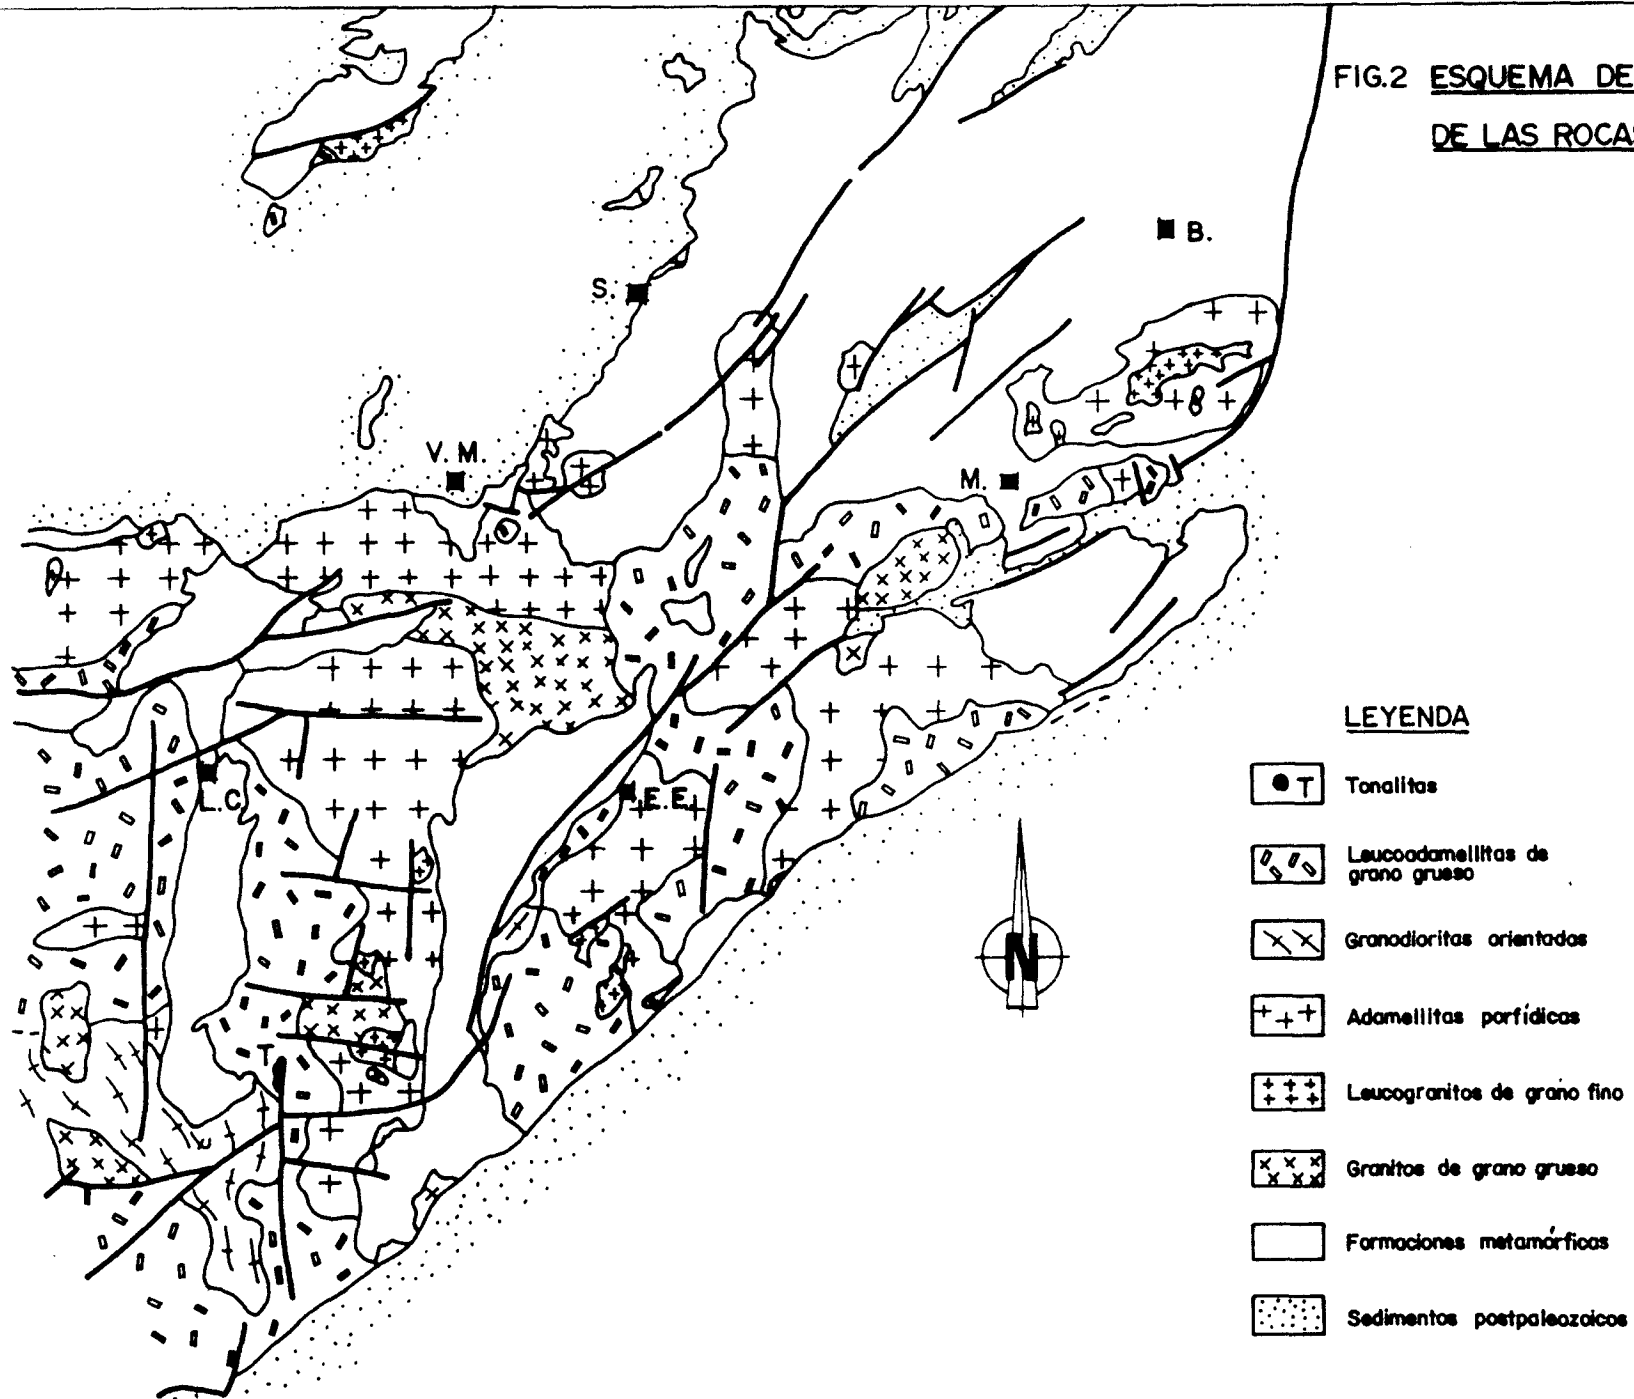 FIG.2 ESQUEMA DE
DE LAS ROCAS
B.
S.
V. M.
M.
L.C.
E.E.
T
T
LEYENDA
T Tonalitas
Leucoadamellitas de
grano grueso
Granodioritas orientadas
Adamellitas porfídicas
Leucogranitos de grano fino
Granitos de grano grueso
Formaciones metamórficas
Sedimentos postpaleozoicos
N